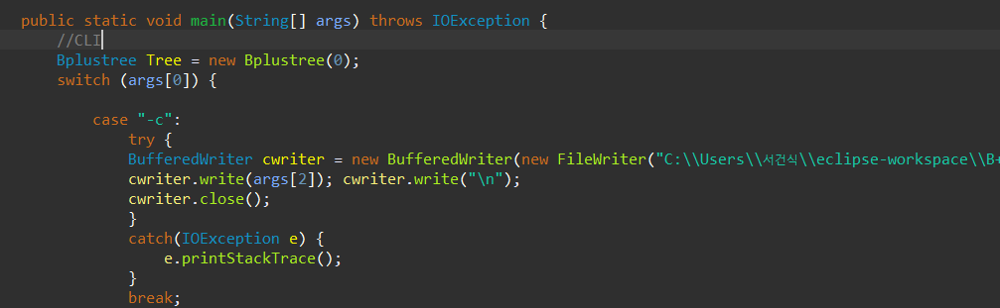 public static void main(String[] args) throws IOException {
//CLI
Bplustree Tree = new Bplustree(0);
switch (args[0]) {
case "-c":
try {
BufferedWriter cwriter = new BufferedWriter(new FileWriter("C:\\Users\\서건식\\eclipse-workspace\\B+
cwriter.write(args[2]); cwriter.write("\n");
cwriter.close();
}
catch(IOException e) {
e.printStackTrace();
}
break;